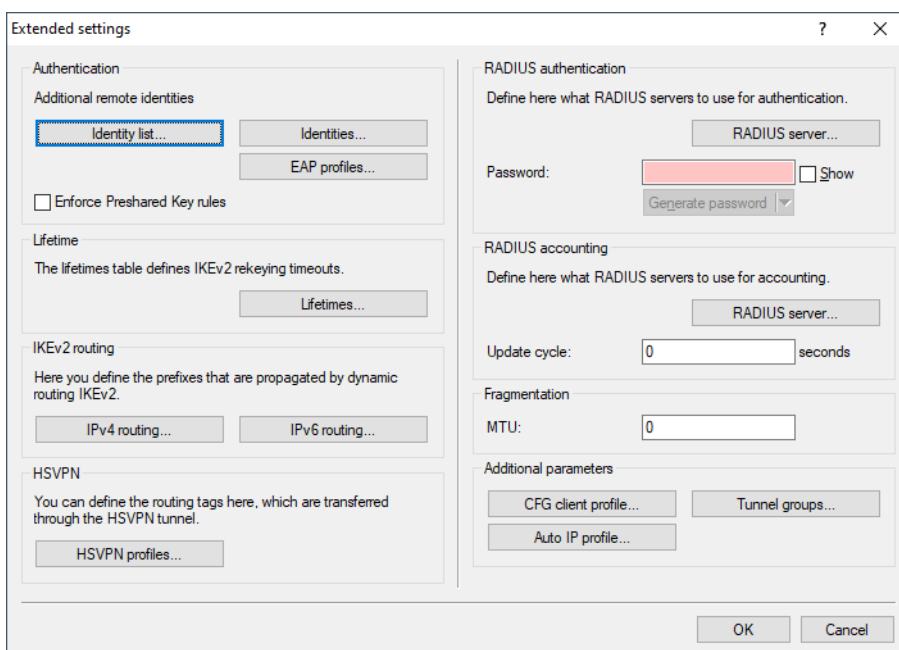 Extended settings
?
Authentication
Additional remote identities
Identity list...
Identities...
EAP profiles...
Enforce Preshared Key rules
Lifetime
The lifetimes table defines IKEv2 rekeying timeouts.
Lifetimes...
IKEv2 routing
Here you define the prefixes that are propagated by dynamic
routing IKEv2.
IPv4 routing...
IPv6 routing...
HSVPN
You can define the routing tags here, which are transferred
through the HSVPN tunnel.
HSVPN profiles...
RADIUS authentication
Define here what RADIUS servers to use for authentication.
RADIUS server...
Password:
Show
Generate password
RADIUS accounting
Define here what RADIUS servers to use for accounting.
RADIUS server...
Update cycle: 0 seconds
Fragmentation
MTU: 0
Additional parameters
CFG client profile...
Tunnel groups...
Auto IP profile...
OK
Cancel